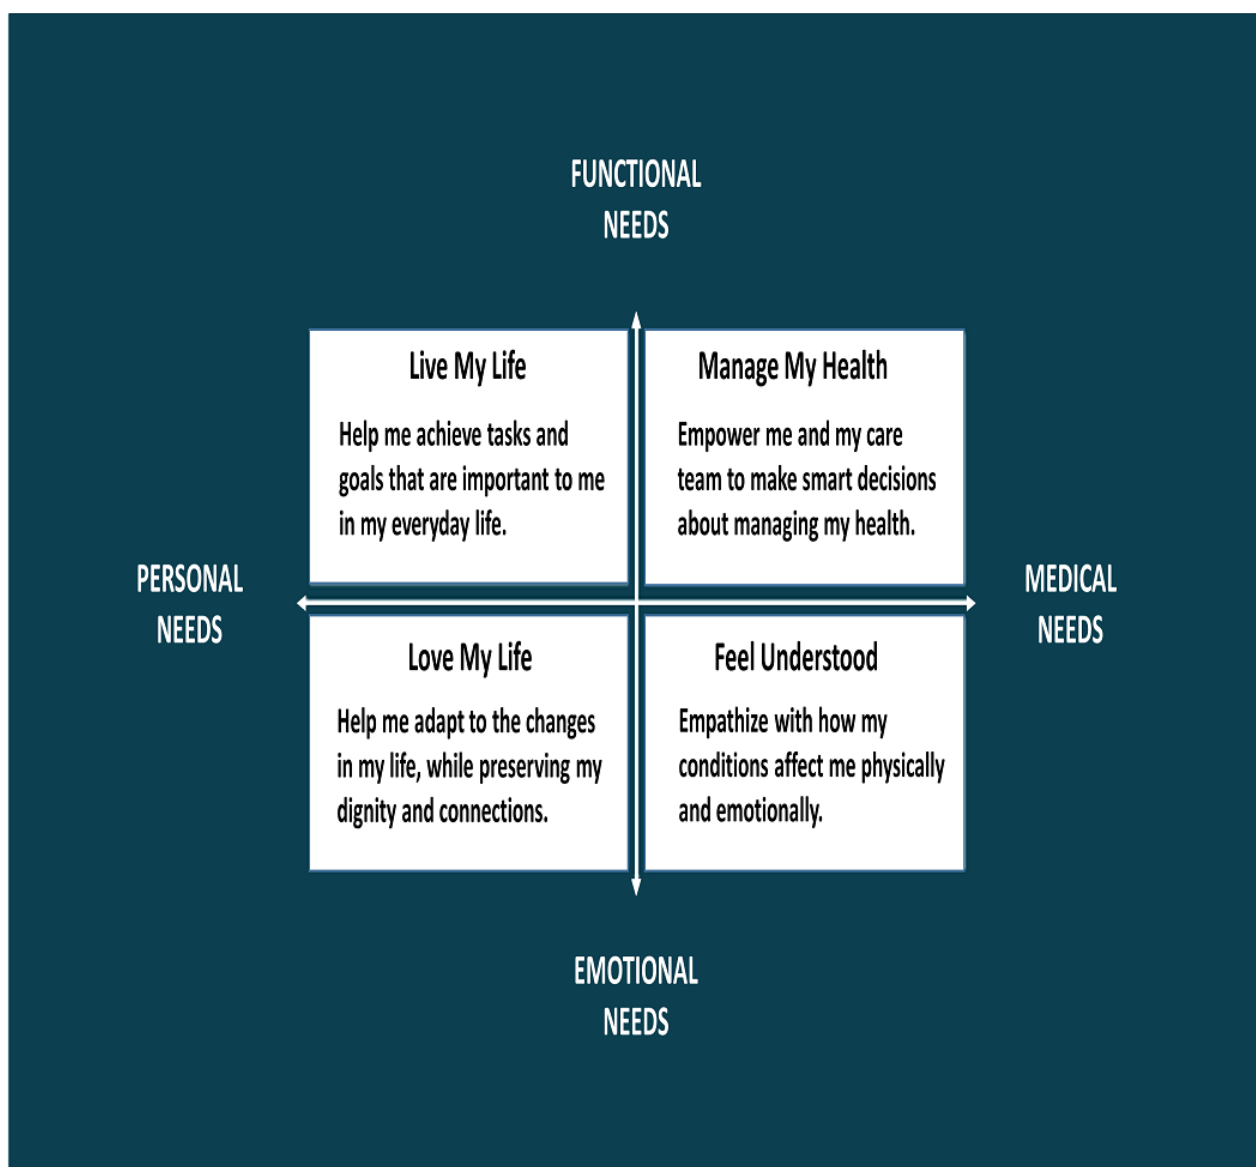 FUNCTIONAL
NEEDS
Live My Life
Help me achieve tasks and
goals that are important to me
in my everyday life.
Manage My Health
Empower me and my care
team to make smart decisions
about managing my health.
PERSONAL
NEEDS
MEDICAL
NEEDS
Love My Life
Help me adapt to the changes
in my life, while preserving my
dignity and connections.
Feel Understood
Empathize with how my
conditions affect me physically
and emotionally.
EMOTIONAL
NEEDS